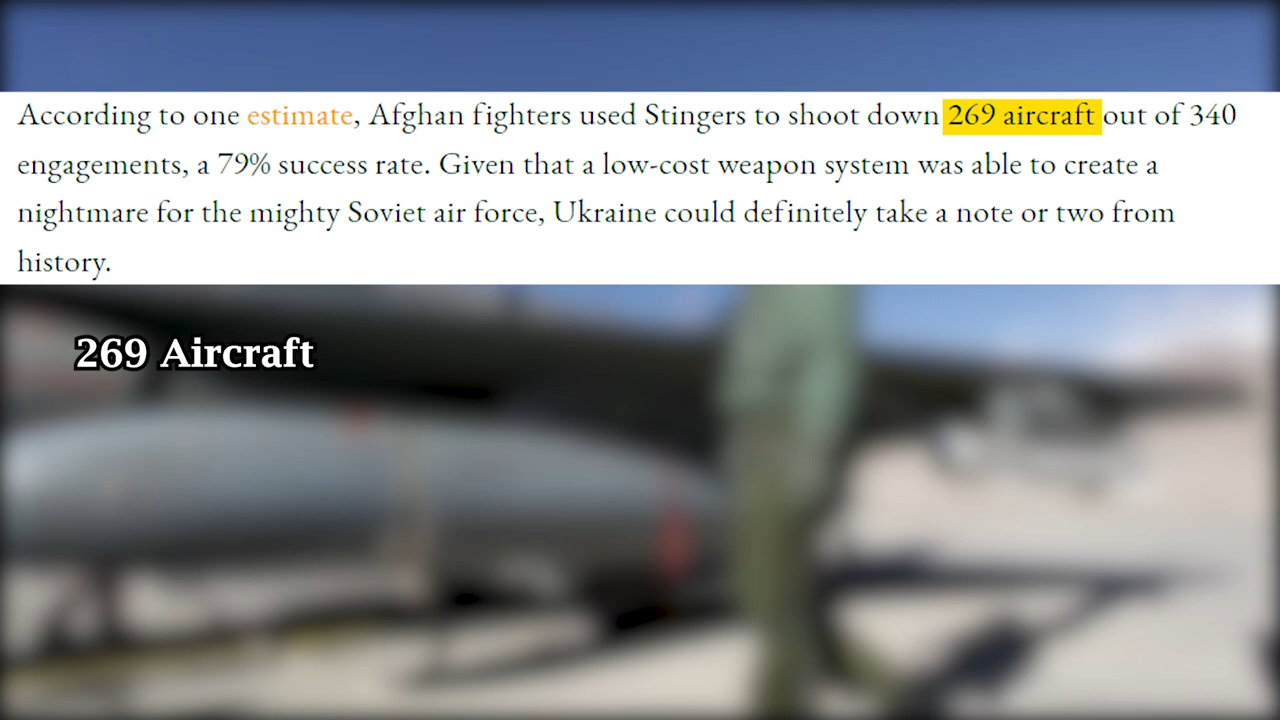 According to one estimate, Afghan fighters used Stingers to shoot down 269 aircraft out of 340
engagements, a 79% success rate. Given that a low-cost weapon system was able to create a
nightmare for the mighty Soviet air force, Ukraine could definitely take a note or two from
history.
269 Aircraft